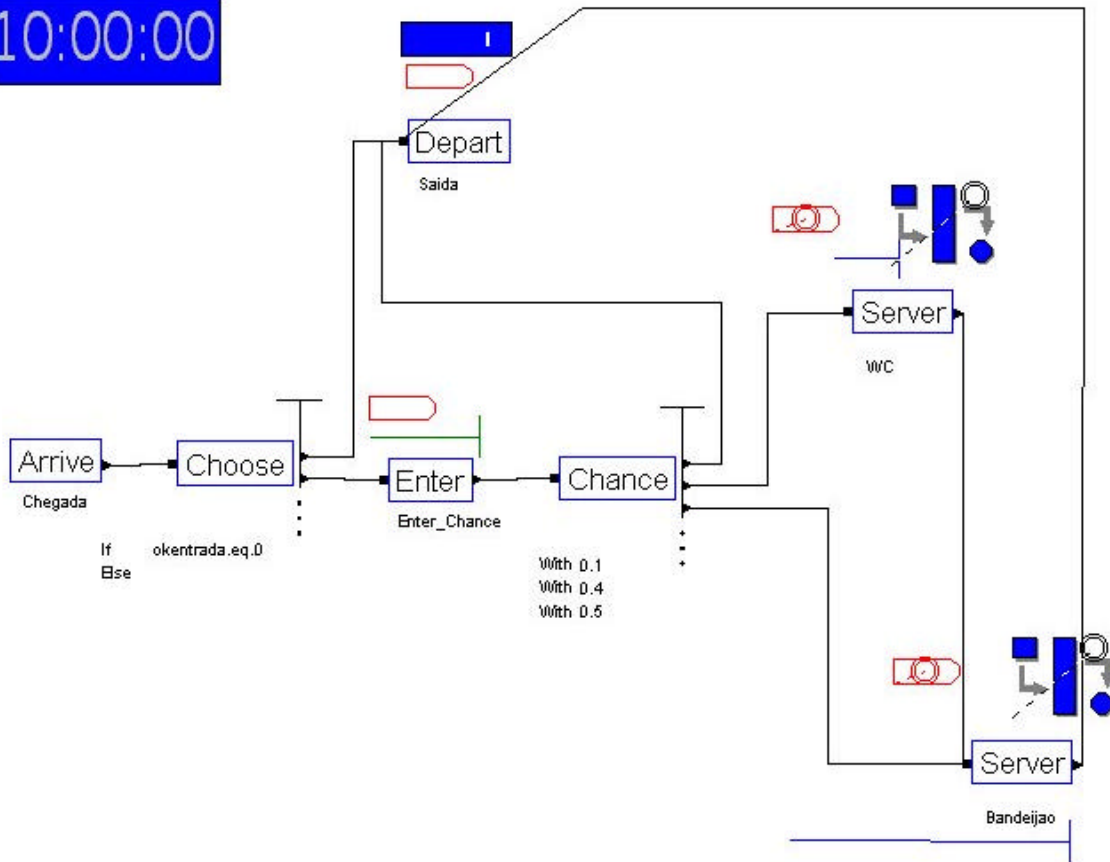 10:00:00
Depart
Saida
Server
WC
Arrive
Chegada
Choose
If okentrada.eq.0
Else
Enter
Enter_Chance
Chance
With 0.1
With 0.4
With 0.5
Server
Bandeijao